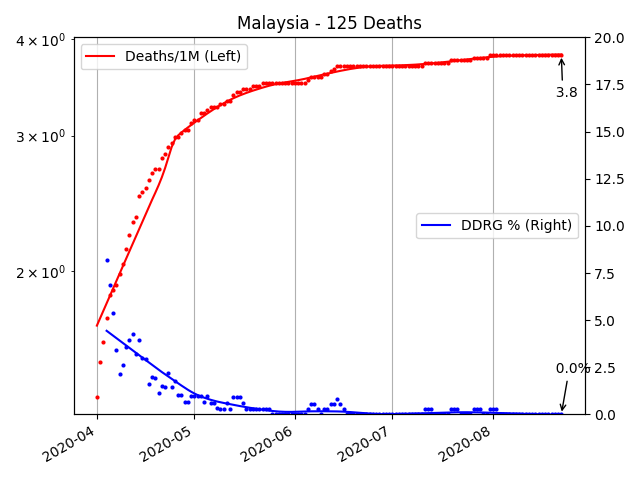 Malaysia - 125 Deaths
4 × 10⁰
3 × 10⁰
2 × 10⁰
Deaths/1M (Left)
DDRG % (Right)
3.8
0.0%
20.0
17.5
15.0
12.5
10.0
7.5
5.0
2.5
0.0
2020-04
2020-05
2020-06
2020-07
2020-08